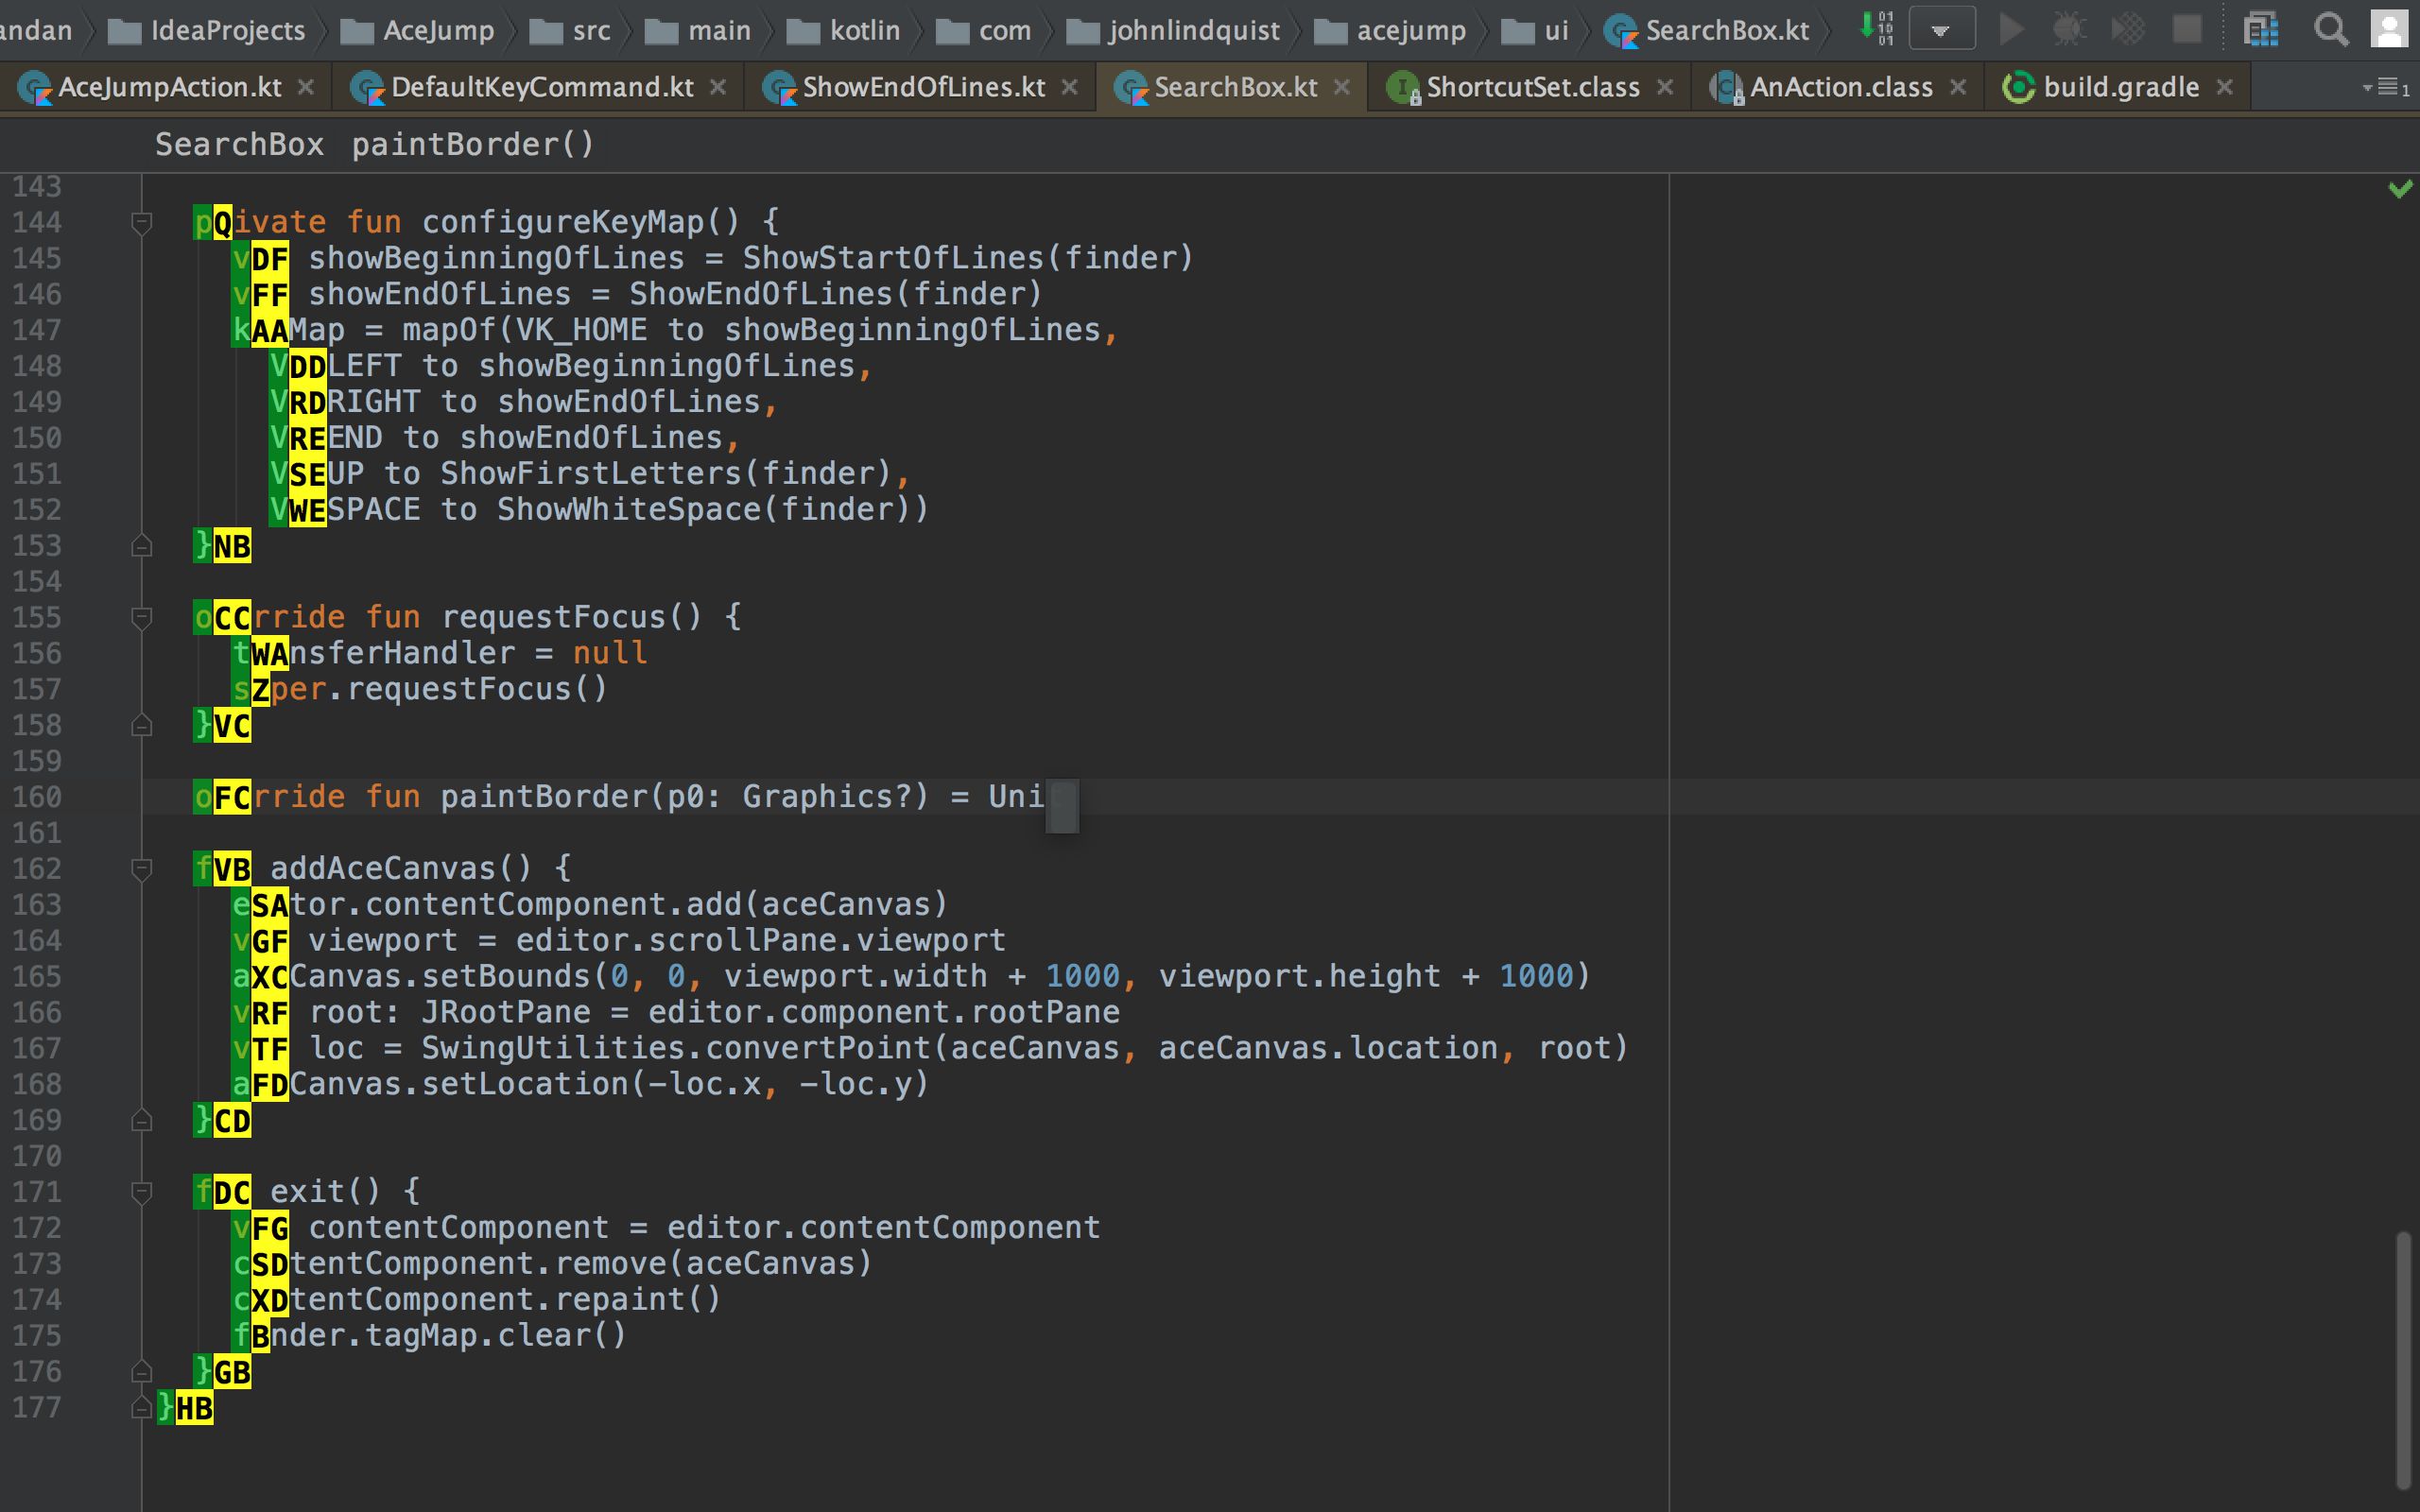 andan IdeaProjects AceJump src main kotlin com johnlindquist acejump ui SearchBox.kt
AceJumpAction.kt DefaultKeyCommand.kt ShowEndOfLines.kt SearchBox.kt ShortcutSet.class AnAction.class build.gradle 1
SearchBox paintBorder()
143
144 pQivate fun configureKeyMap() {
145 vDF showBeginningOfLines = ShowStartOfLines(finder)
146 vFF showEndOfLines = ShowEndOfLines(finder)
147 kAAMap = mapOf(VK_HOME to showBeginningOfLines,
148 VDDLEFT to showBeginningOfLines,
149 VRDRIGHT to showEndOfLines,
150 VREEND to showEndOfLines,
151 VSEUP to ShowFirstLetters(finder),
152 VWESPACE to ShowWhiteSpace(finder))
153 }NB
154
155 oCCrride fun requestFocus() {
156 tWAnsferHandler = null
157 sZper.requestFocus()
158 }VC
159
160 oFCrride fun paintBorder(p0: Graphics?) = Uni
161
162 fVB addAceCanvas() {
163 eSAtor.contentComponent.add(aceCanvas)
164 vGF viewport = editor.scrollPane.viewport
165 aXCCanvas.setBounds(0, 0, viewport.width + 1000, viewport.height + 1000)
166 vRF root: JRootPane = editor.component.rootPane
167 vTF loc = SwingUtilities.convertPoint(aceCanvas, aceCanvas.location, root)
168 aFDCanvas.setLocation(-loc.x, -loc.y)
169 }CD
170
171 fDC exit() {
172 vFG contentComponent = editor.contentComponent
173 cSDtentComponent.remove(aceCanvas)
174 cXDtentComponent.repaint()
175 fBnder.tagMap.clear()
176 }GB
177 }HB